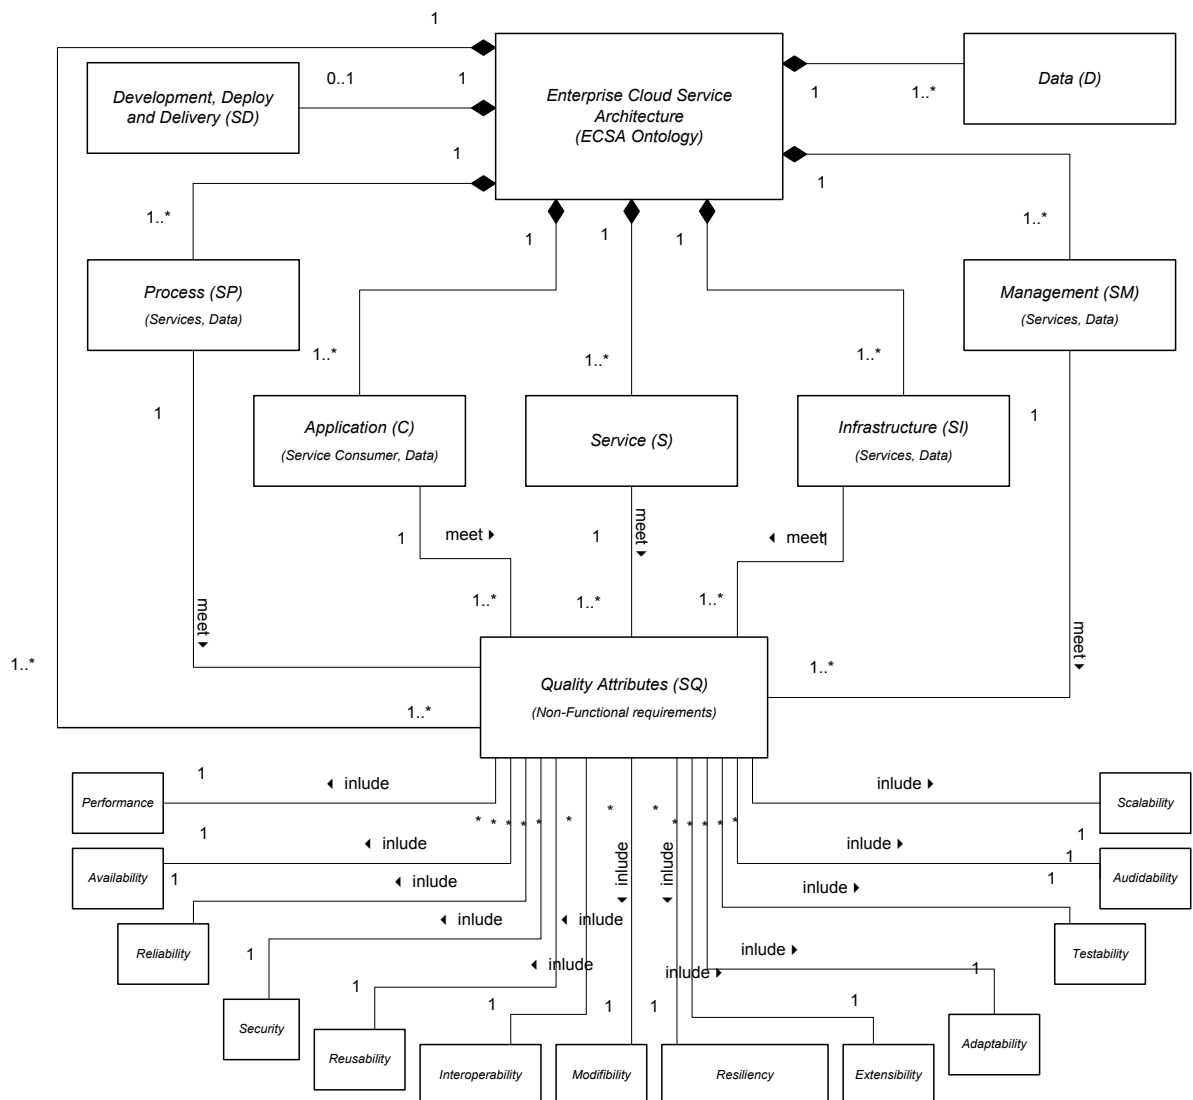 1
Enterprise Cloud Service
Architecture
(ECSA Ontology)
Data (D)
0..1
1
1
1..*
Development, Deploy
and Delivery (SD)
1
1
1..*
1..*
1
1
1
Process (SP)
(Services, Data)
Management (SM)
(Services, Data)
1..*
1..*
1..*
1
1
Application (C)
(Service Consumer, Data)
Service (S)
Infrastructure (SI)
(Services, Data)
1
meet
meet
1
meet
1
1..*
1..*
1..*
meet
meet
1..*
1..*
Quality Attributes (SQ)
(Non-Functional requirements)
1..*
1
inlude
inlude
Performance
Scalability
* * * * * * * * * * * * *
1
inlude
inlude
inlude
inlude
1
1
Availability
1
inlude
inlude
1
Audidability
inlude
inlude
Reliability
1
inlude
inlude
inlude
1
Testability
Security
1
1
1
1
1
Reusability
Adaptability
Interoperability
Modifibility
Resiliency
Extensibility